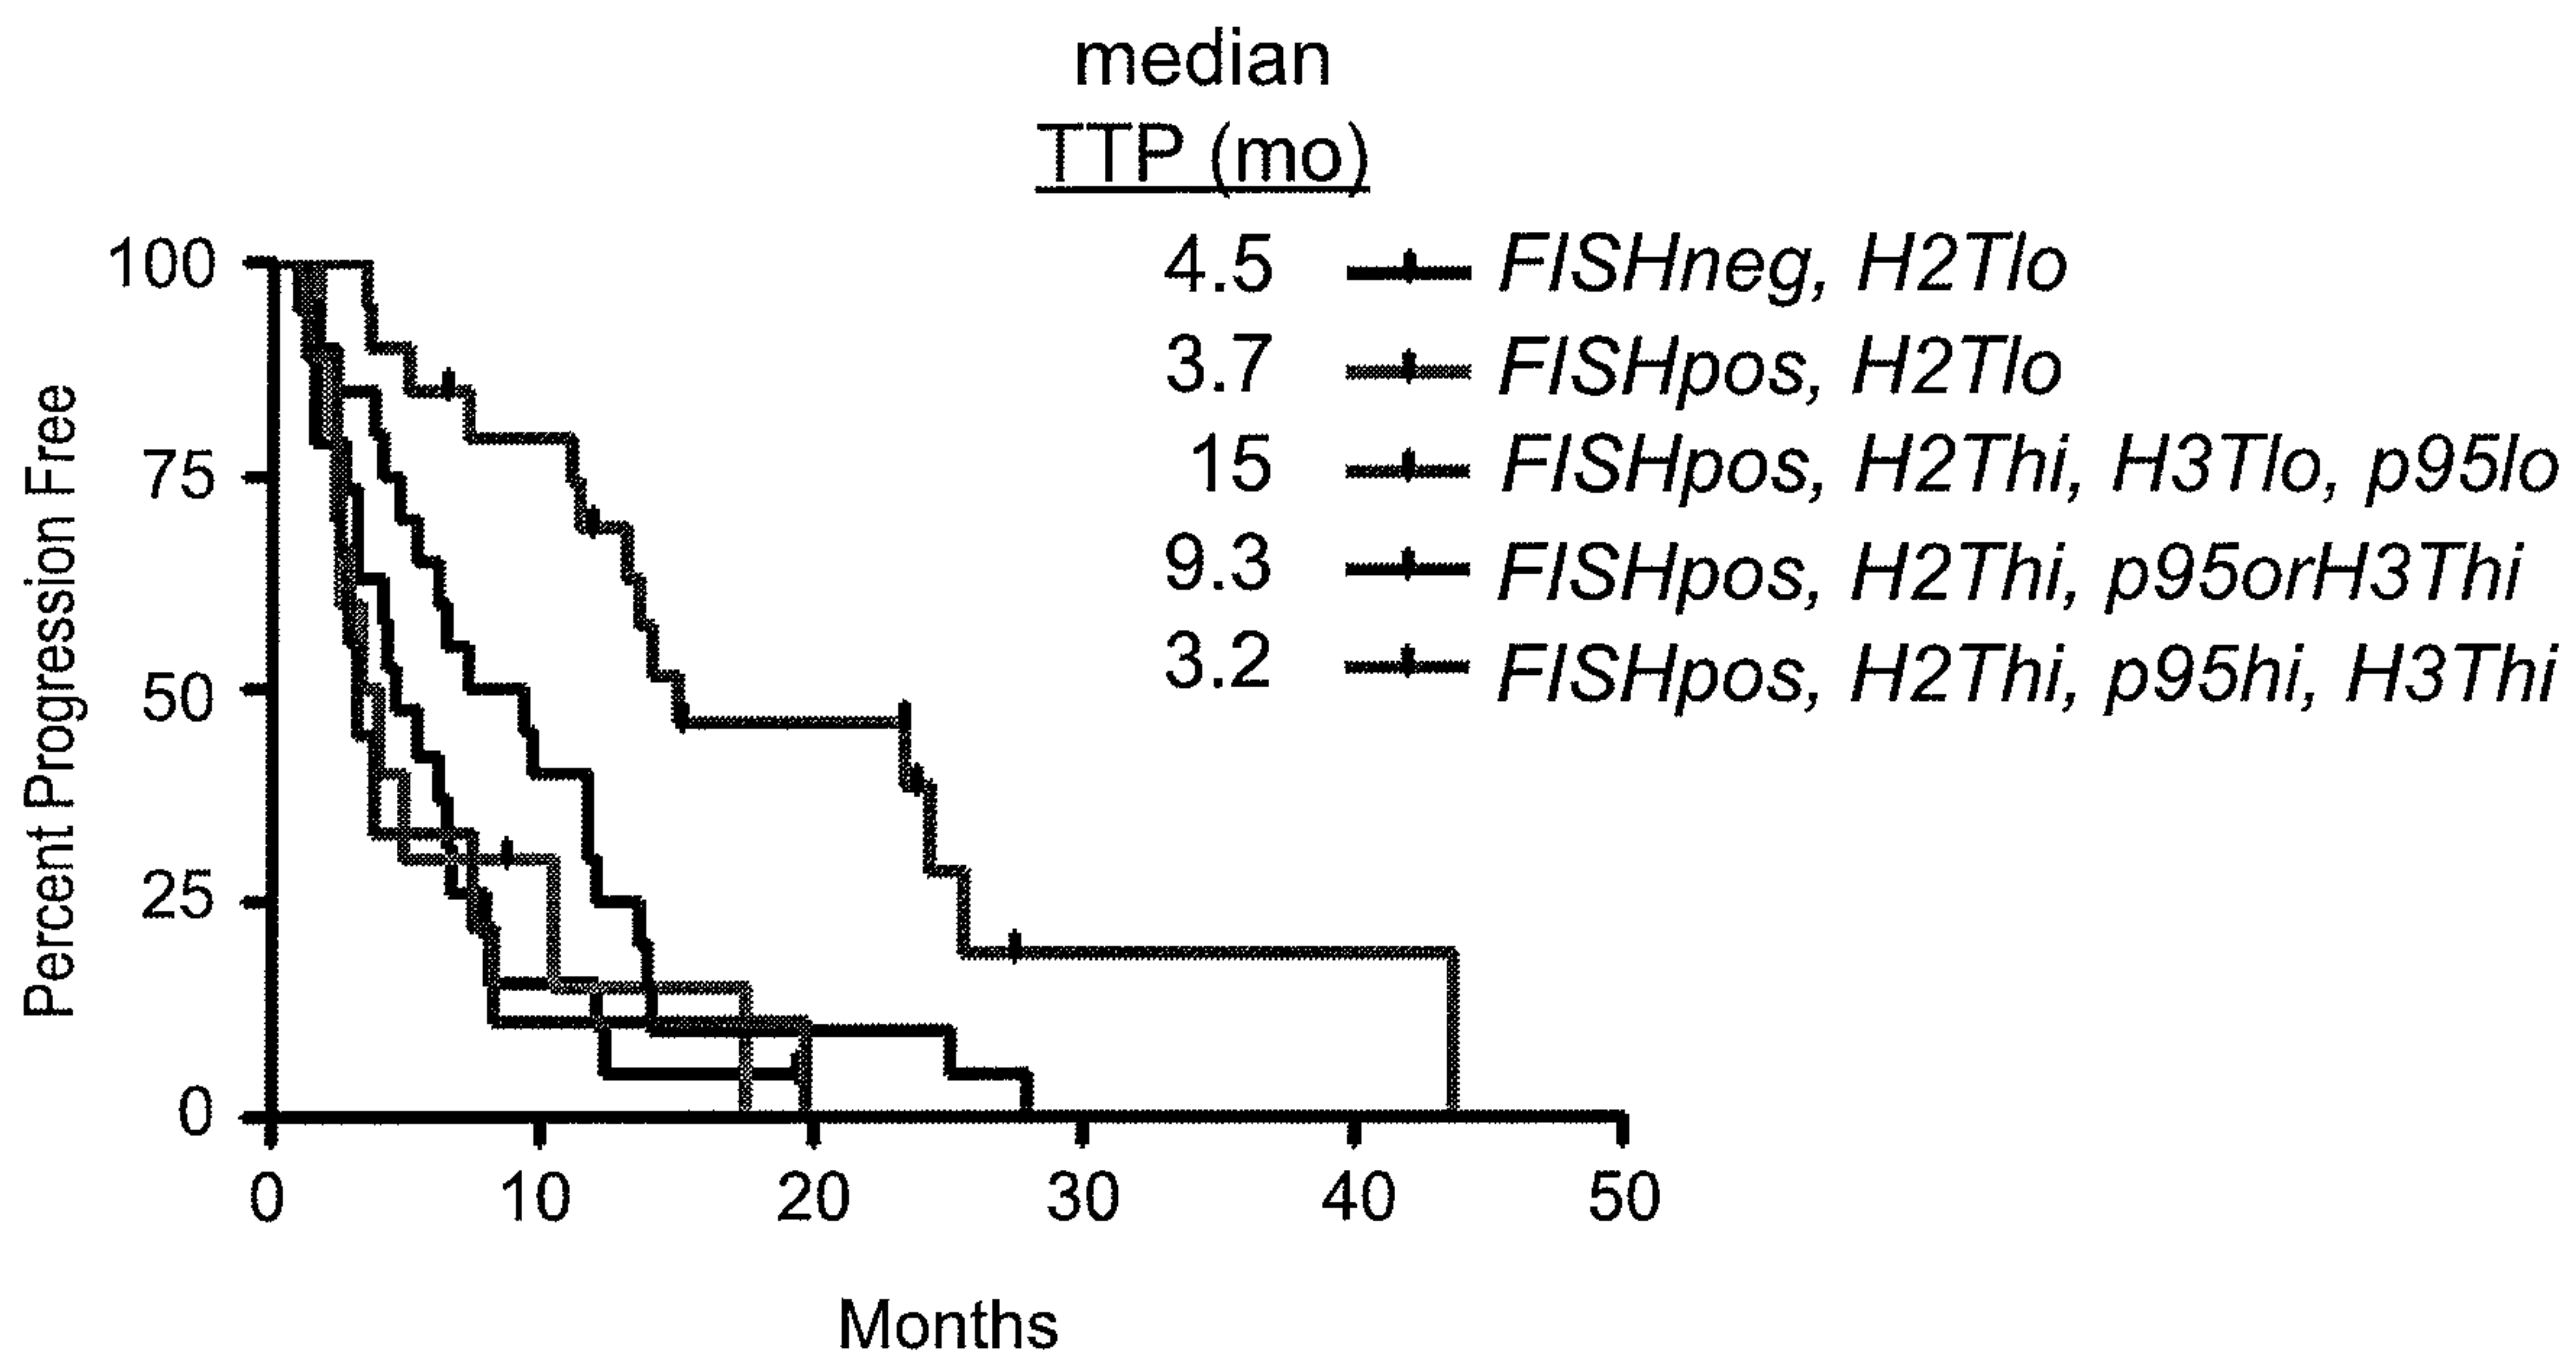 median
TTP (mo)
4.5 FISHneg, H2Tlo
3.7 FISHpos, H2Tlo
15 FISHpos, H2Thi, H3Tlo, p95lo
9.3 FISHpos, H2Thi, p95orH3Thi
3.2 FISHpos, H2Thi, p95hi, H3Thi
Percent Progression Free
100
75
50
25
0
0 10 20 30 40 50
Months